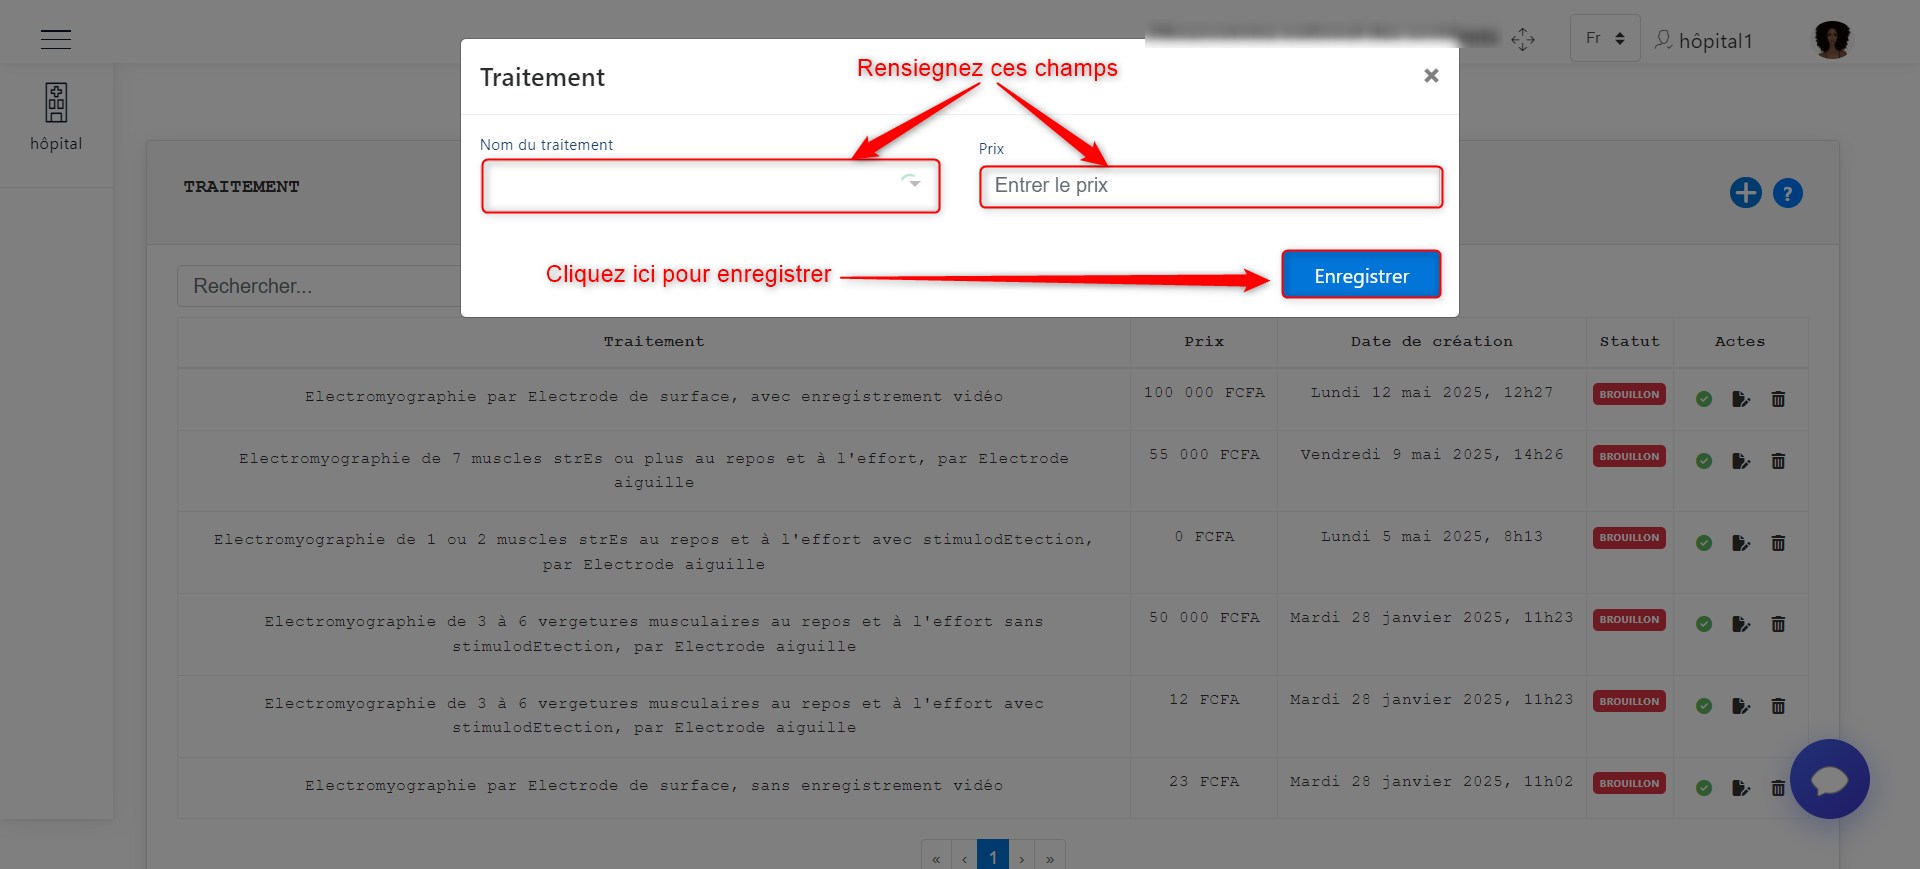 Fr
hôpital1
hôpital
Traitement
Rensiegnez ces champs
×
Nom du traitement
Prix
Entrer le prix
Cliquez ici pour enregistrer
Enregistrer
TRAITEMENT
?
Rechercher...
Traitement Prix Date de création Statut Actes
Electromyographie par Electrode de surface, avec enregistrement vidéo 100 000 FCFA Lundi 12 mai 2025, 12h27 BROUILLON
Electromyographie de 7 muscles strEs ou plus au repos et à l'effort, par Electrode 55 000 FCFA Vendredi 9 mai 2025, 14h26 BROUILLON
aiguille
Electromyographie de 1 ou 2 muscles strEs au repos et à l'effort avec stimulodEtection, 0 FCFA Lundi 5 mai 2025, 8h13 BROUILLON
par Electrode aiguille
Electromyographie de 3 à 6 vergetures musculaires au repos et à l'effort sans 50 000 FCFA Mardi 28 janvier 2025, 11h23 BROUILLON
stimulodEtection, par Electrode aiguille
Electromyographie de 3 à 6 vergetures musculaires au repos et à l'effort avec 12 FCFA Mardi 28 janvier 2025, 11h23 BROUILLON
stimulodEtection, par Electrode aiguille
Electromyographie par Electrode de surface, sans enregistrement vidéo 23 FCFA Mardi 28 janvier 2025, 11h02 BROUILLON
« ‹ 1 › »